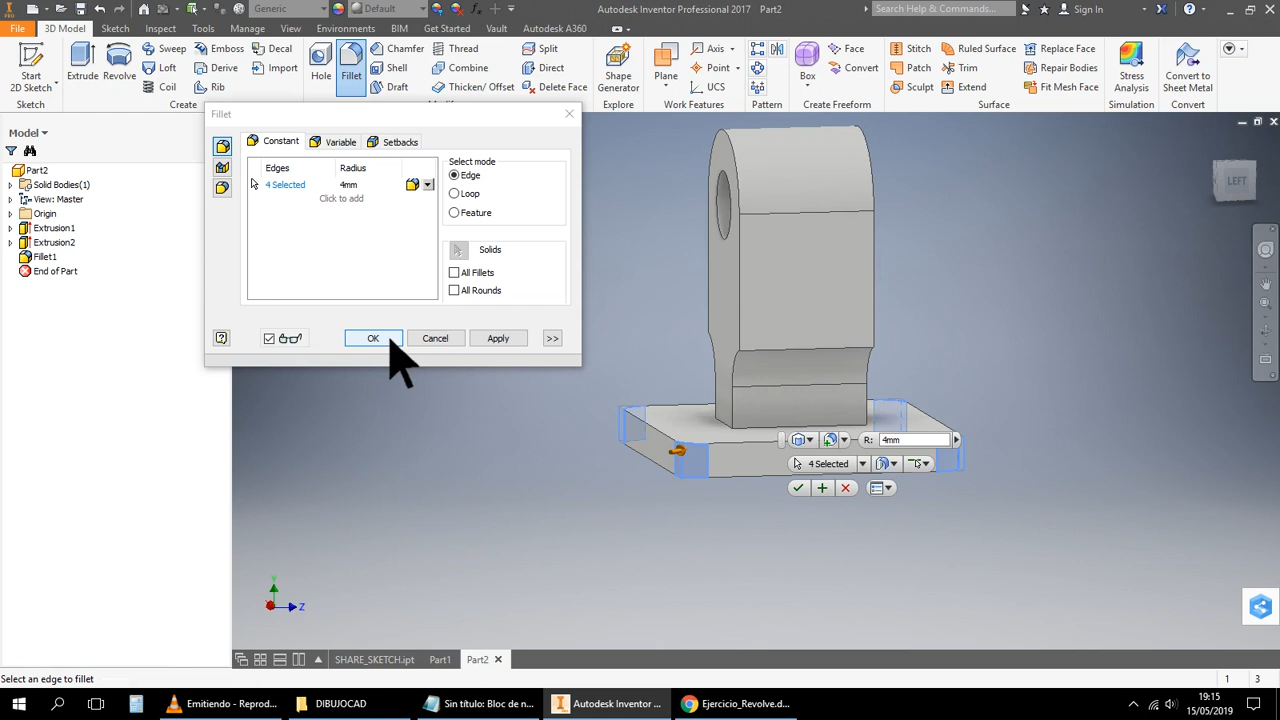 Generic
Default
Autodesk Inventor Professional 2017 Part2
Search Help & Commands...
Sign In
File 3D Model Sketch Inspect Tools Manage View Environments BIM Get Started Vault Autodesk A360
Start
2D Sketch
Extrude Revolve
Sweep Emboss Decal
Loft Derive Import
Coil Rib
Hole Fillet
Chamfer Thread Split
Shell Combine Direct
Draft Thicken/ Offset Delete Face
Shape
Generator
Plane
Axis
Point
UCS
Box
Face
Convert
Stitch Ruled Surface Replace Face
Patch Trim Repair Bodies
Sculpt Extend Fit Mesh Face
Stress
Analysis
Convert to
Sheet Metal
Sketch Create Explore Work Features Pattern Create Freeform Surface Simulation Convert
Model
Part2
Solid Bodies(1)
View: Master
Origin
Extrusion1
Extrusion2
Fillet1
End of Part
Fillet
Constant Variable Setbacks
Edges Radius
4 Selected 4mm
Click to add
Select mode
Edge
Loop
Feature
Solids
All Fillets
All Rounds
OK Cancel Apply >>
LEFT
R: 4mm
4 Selected
Y
Z
SHARE_SKETCH.ipt Part1 Part2
Select an edge to fillet
1 3
Emitiendo - Reprod...
DIBUJOCAD
Sin título: Bloc de n...
Autodesk Inventor ...
Ejercicio_Revolve.d...
19:15
15/05/2019